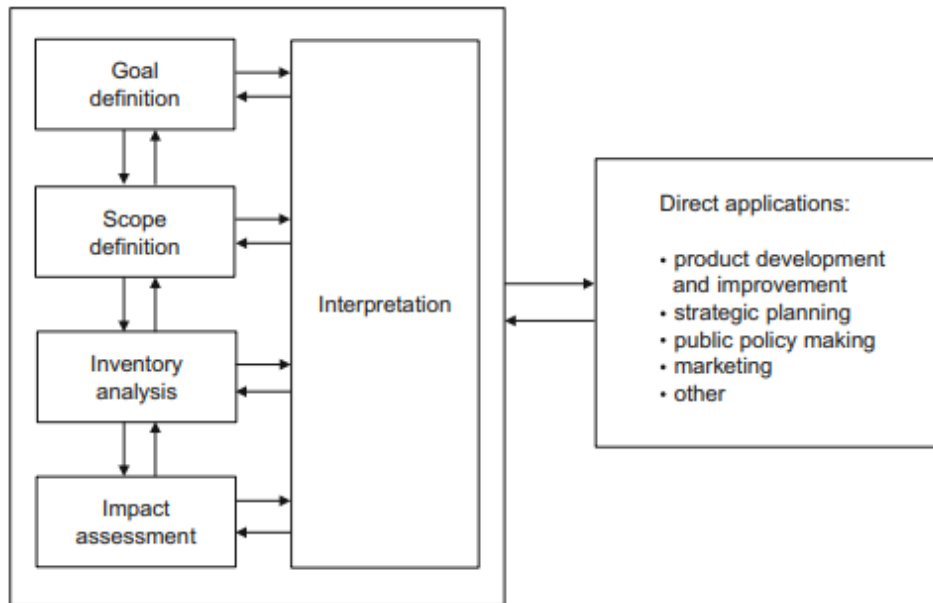 Goal
definition
Scope
definition
Inventory
analysis
Impact
assessment
Interpretation
Direct applications:
• product development
and improvement
• strategic planning
• public policy making
• marketing
• other